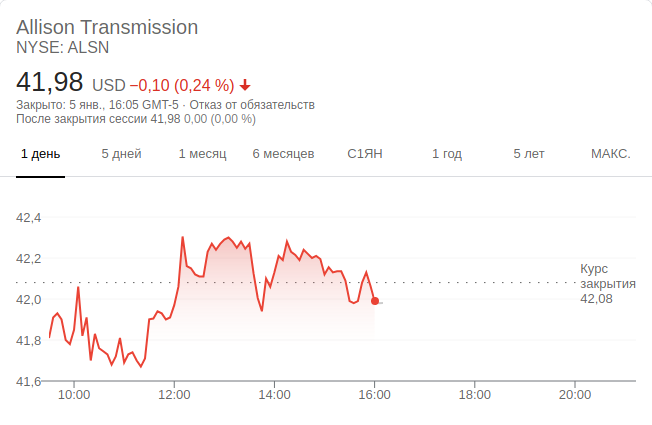 Allison Transmission
NYSE: ALSN
41,98 USD −0,10 (0,24 %)
Закрыто: 5 янв., 16:05 GMT-5 · Отказ от обязательств
После закрытия сессии 41,98 0,00 (0,00 %)
1 день 5 дней 1 месяц 6 месяцев С1ЯН 1 год 5 лет МАКС.
42,4
42,2
Курс
закрытия
42,08
42,0
41,8
41,6
10:00 12:00 14:00 16:00 18:00 20:00